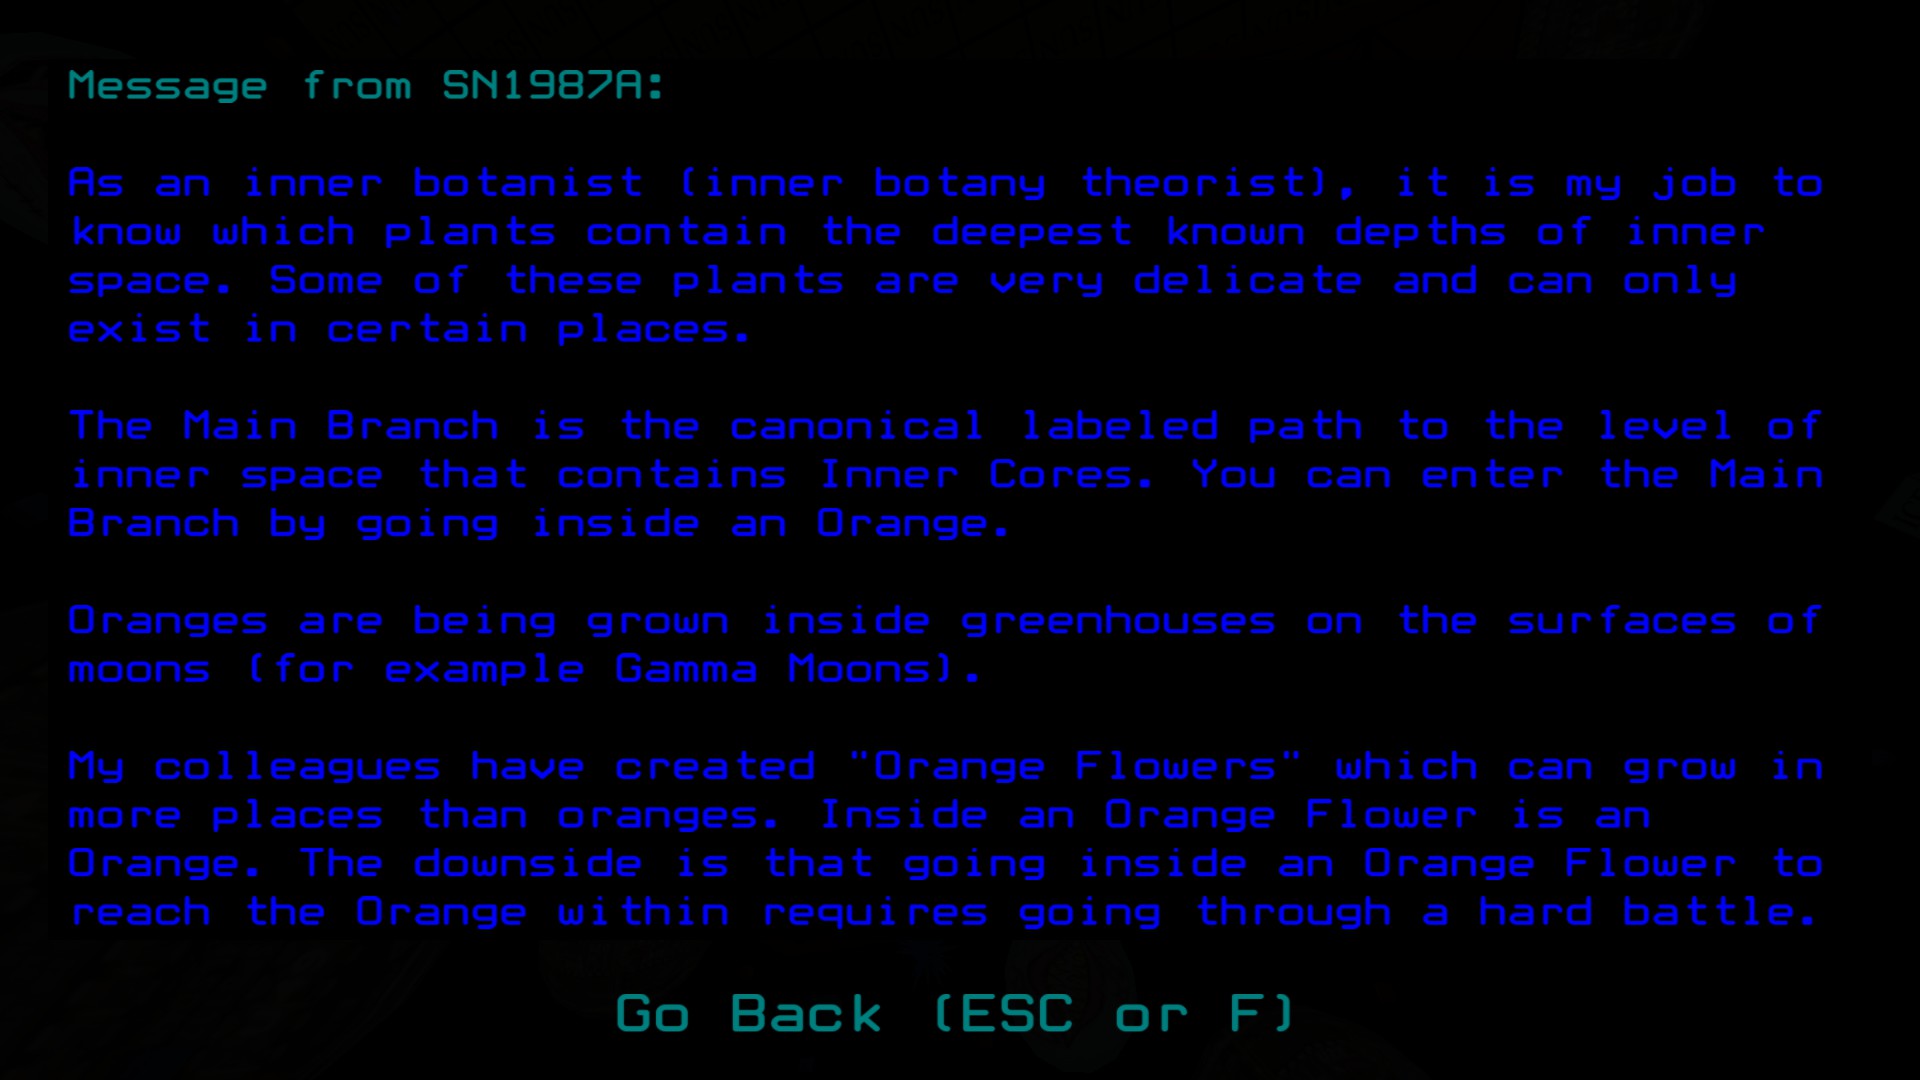 Message from SN1987A:
As an inner botanist (inner botany theorist), it is my job to
know which plants contain the deepest known depths of inner
space. Some of these plants are very delicate and can only
exist in certain places.
The Main Branch is the canonical labeled path to the level of
inner space that contains Inner Cores. You can enter the Main
Branch by going inside an Orange.
Oranges are being grown inside greenhouses on the surfaces of
moons (for example Gamma Moons).
My colleagues have created "Orange Flowers" which can grow in
more places than oranges. Inside an Orange Flower is an
Orange. The downside is that going inside an Orange Flower to
reach the Orange within requires going through a hard battle.
Go Back (ESC or F)